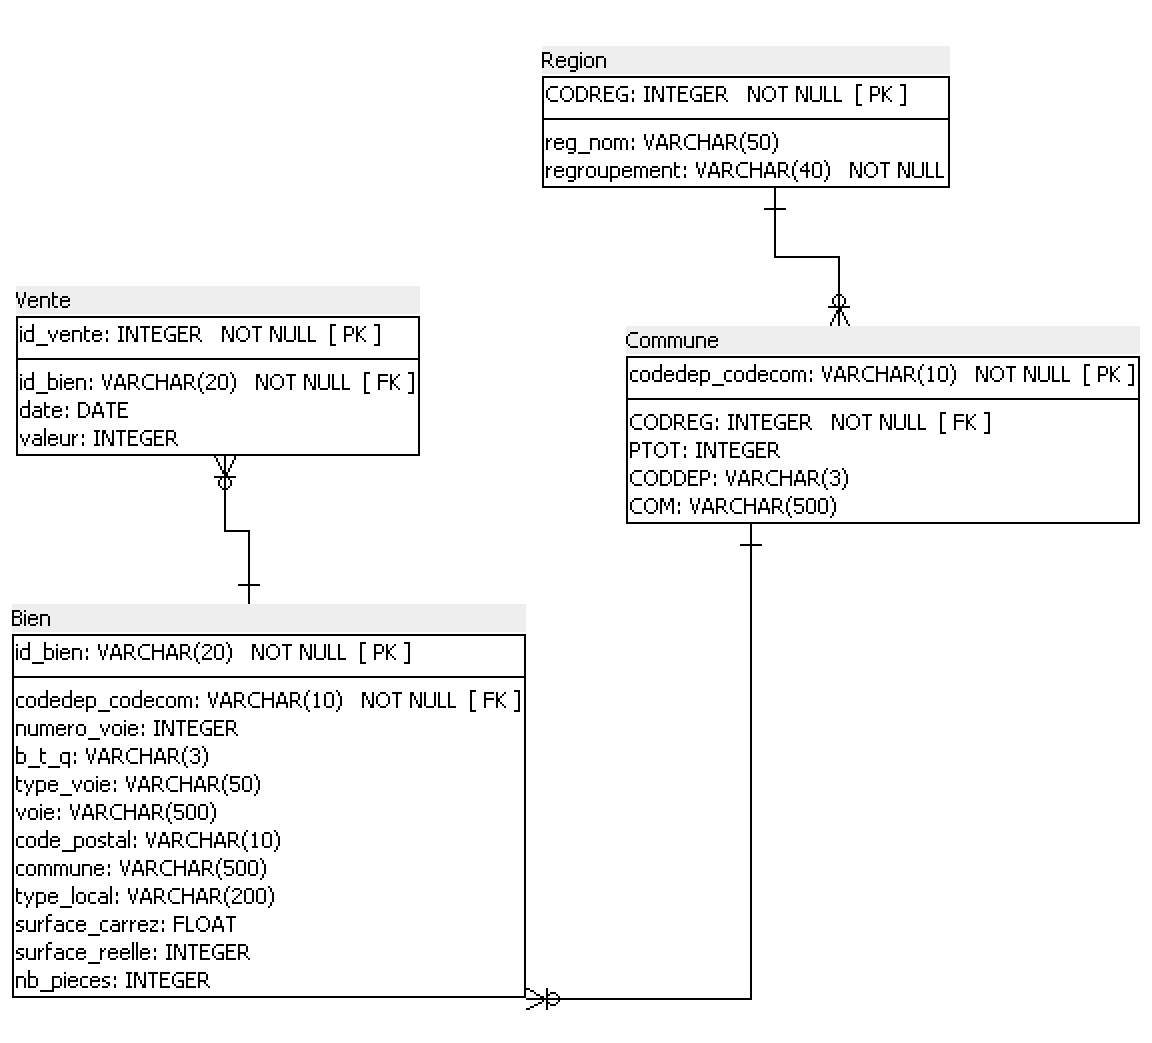 Region
CODREG: INTEGER NOT NULL [ PK ]
reg_nom: VARCHAR(50)
regroupement: VARCHAR(40) NOT NULL
Vente
id_vente: INTEGER NOT NULL [ PK ]
id_bien: VARCHAR(20) NOT NULL [ FK ]
date: DATE
valeur: INTEGER
Commune
codedep_codecom: VARCHAR(10) NOT NULL [ PK ]
CODREG: INTEGER NOT NULL [ FK ]
PTOT: INTEGER
CODDEP: VARCHAR(3)
COM: VARCHAR(500)
Bien
id_bien: VARCHAR(20) NOT NULL [ PK ]
codedep_codecom: VARCHAR(10) NOT NULL [ FK ]
numero_voie: INTEGER
b_t_q: VARCHAR(3)
type_voie: VARCHAR(50)
voie: VARCHAR(500)
code_postal: VARCHAR(10)
commune: VARCHAR(500)
type_local: VARCHAR(200)
surface_carrez: FLOAT
surface_reelle: INTEGER
nb_pieces: INTEGER